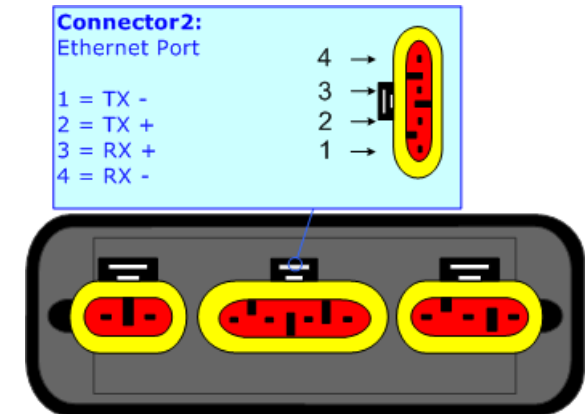 Connector2:
Ethernet Port
1 = TX -
2 = TX +
3 = RX +
4 = RX -
4 →
3 →
2 →
1 →